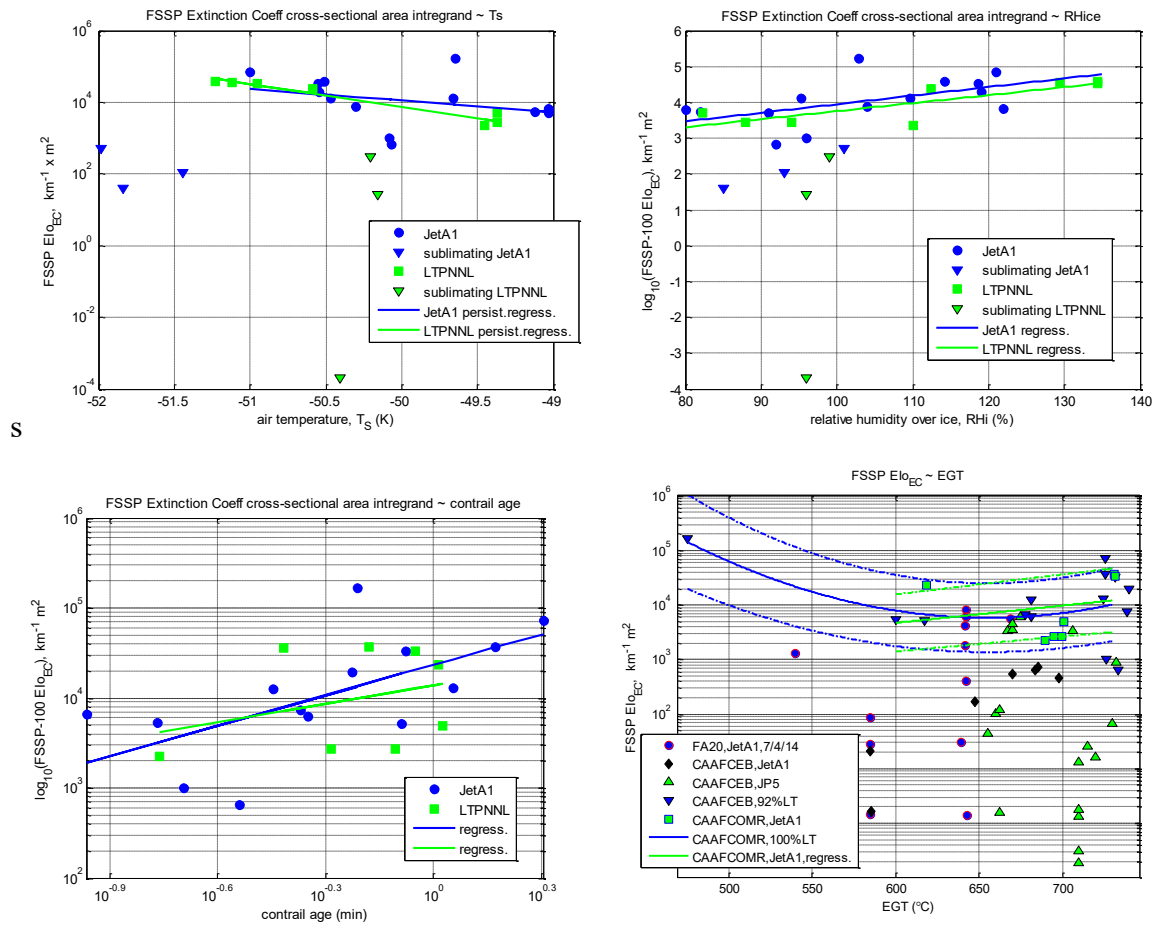 FSSP Extinction Coeff cross-sectional area intregrand ~ Ts
10^6
10^4
10^2
10^0
10^-2
10^-4
FSSP EIo_EC, km^-1 x m^2
JetA1
sublimating JetA1
LTPNNL
sublimating LTPNNL
JetA1 persist.regress.
LTPNNL persist.regress.
-52 -51.5 -51 -50.5 -50 -49.5 -49
air temperature, T_S (K)
FSSP Extinction Coeff cross-sectional area intregrand ~ RHice
6
5
4
3
2
1
0
-1
-2
-3
-4
log_10(FSSP-100 EIo_EC), km^-1 m^2
JetA1
sublimating JetA1
LTPNNL
sublimating LTPNNL
JetA1 regress.
LTPNNL regress.
80 90 100 110 120 130 140
relative humidity over ice, RHi (%)
S
FSSP Extinction Coeff cross-sectional area intregrand ~ contrail age
10^6
10^5
10^4
10^3
10^2
log_10(FSSP-100 EIo_EC), km^-1 m^2
JetA1
LTPNNL
regress.
regress.
10^-0.9 10^-0.6 10^-0.3 10^0 10^0.3
contrail age (min)
FSSP EIo_EC ~ EGT
10^6
10^5
10^4
10^3
10^2
FSSP EIo_EC, km^-1 m^2
FA20,JetA1,7/4/14
CAAFCEB,JetA1
CAAFCEB,JP5
CAAFCEB,92%LT
CAAFCOMR,JetA1
CAAFCOMR,100%LT
CAAFCOMR,JetA1,regress.
500 550 600 650 700
EGT (°C)